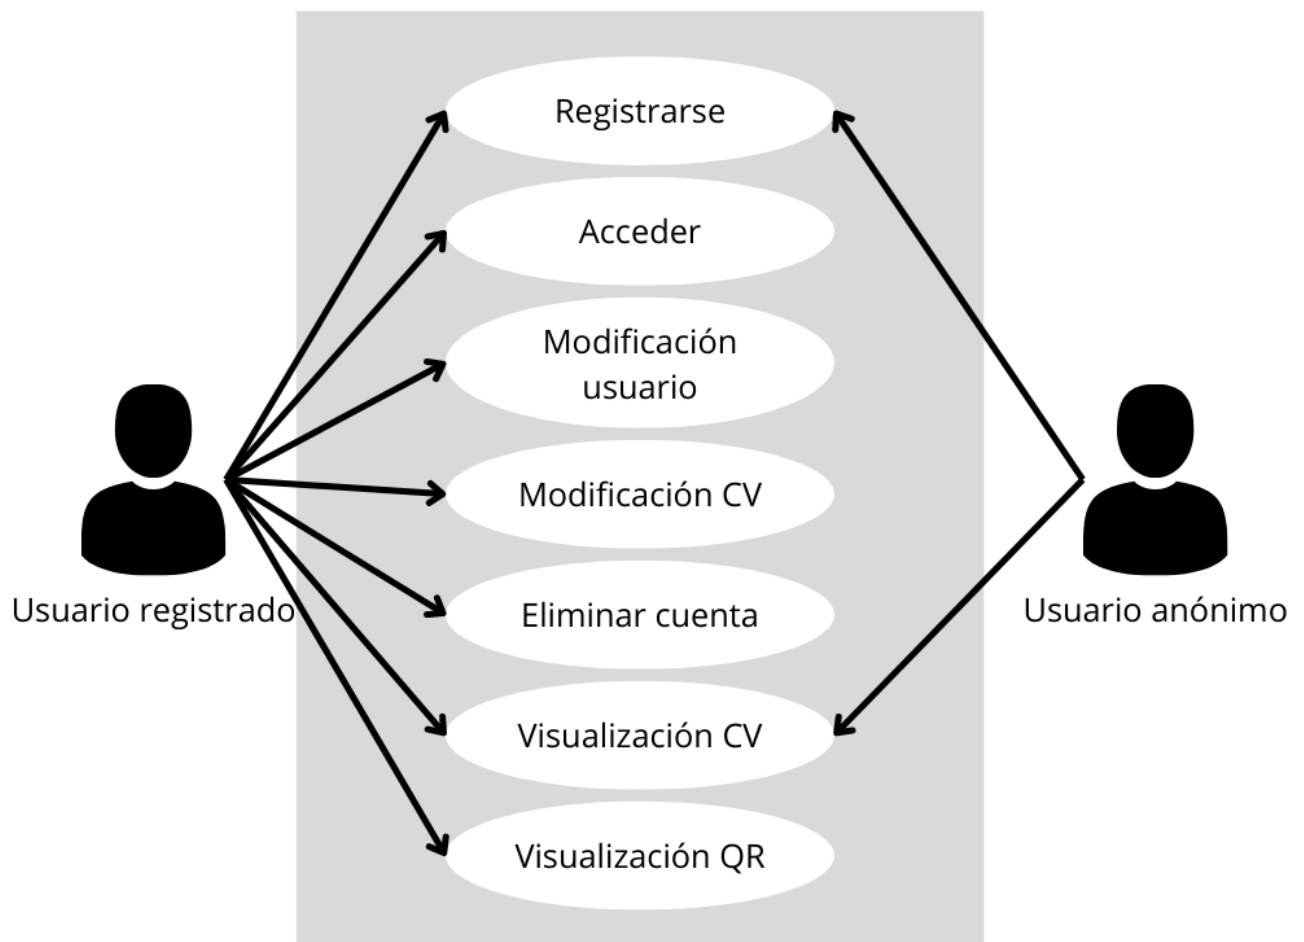 Registrarse
Acceder
Modificación
usuario
Modificación CV
Eliminar cuenta
Usuario registrado
Usuario anónimo
Visualización CV
Visualización QR